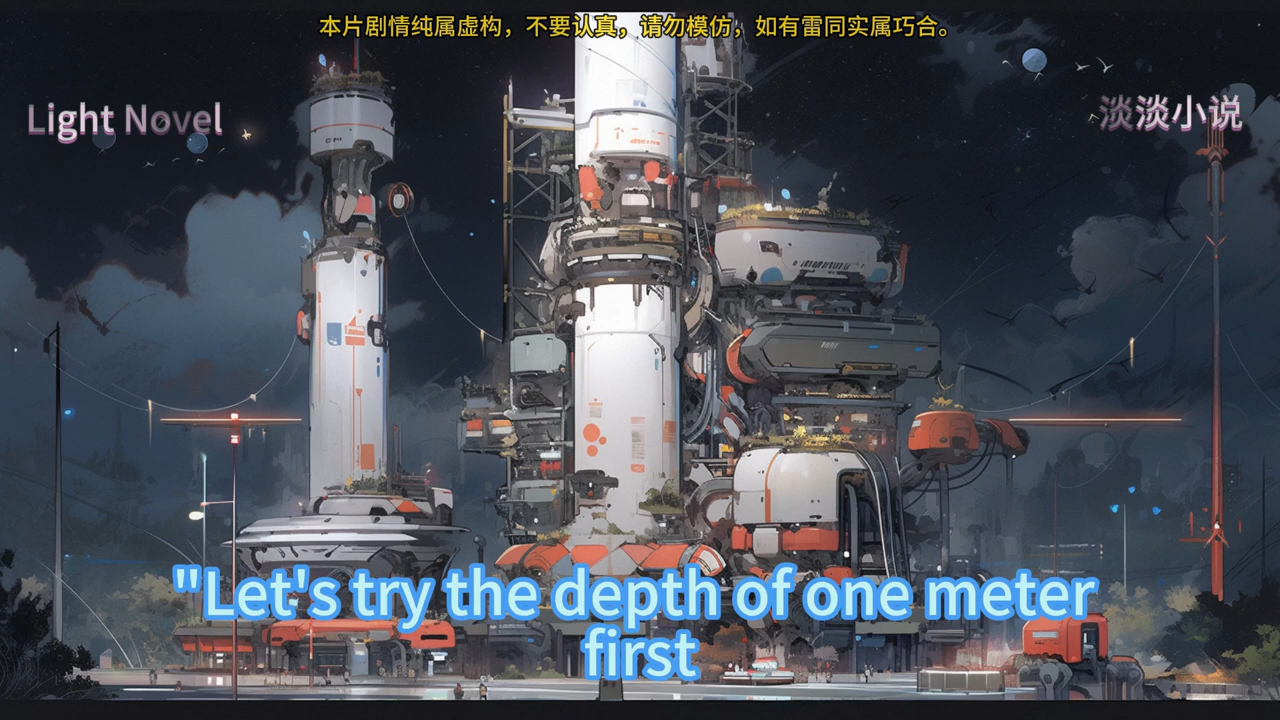 本片剧情纯属虚构，不要认真，请勿模仿，如有雷同实属巧合。
Light Novel
淡淡小说
"Let's try the depth of one meter
first